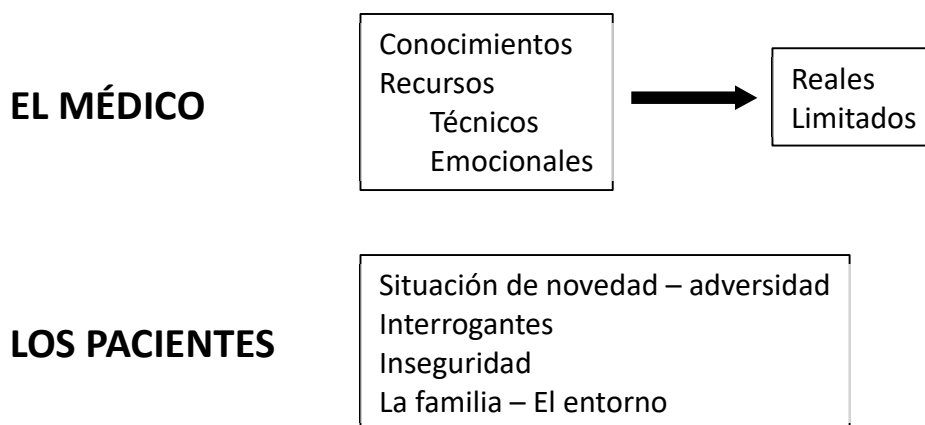 EL MÉDICO
Conocimientos
Recursos
Técnicos
Emocionales
Reales
Limitados
LOS PACIENTES
Situación de novedad – adversidad
Interrogantes
Inseguridad
La familia – El entorno